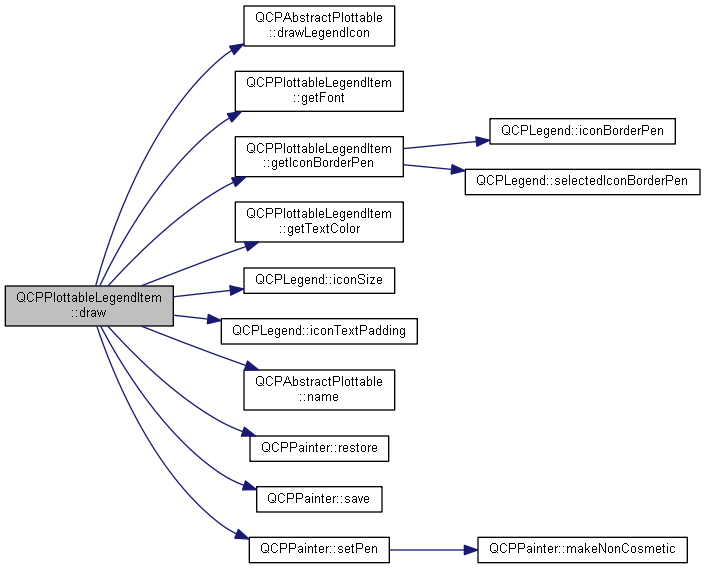 QCPAbstractPlottable
::drawLegendIcon
QCPPlottableLegendItem
::getFont
QCPPlottableLegendItem
::getIconBorderPen
QCPLegend::iconBorderPen
QCPLegend::selectedIconBorderPen
QCPPlottableLegendItem
::getTextColor
QCPLegend::iconSize
QCPPlottableLegendItem
::draw
QCPLegend::iconTextPadding
QCPAbstractPlottable
::name
QCPPainter::restore
QCPPainter::save
QCPPainter::setPen
QCPPainter::makeNonCosmetic